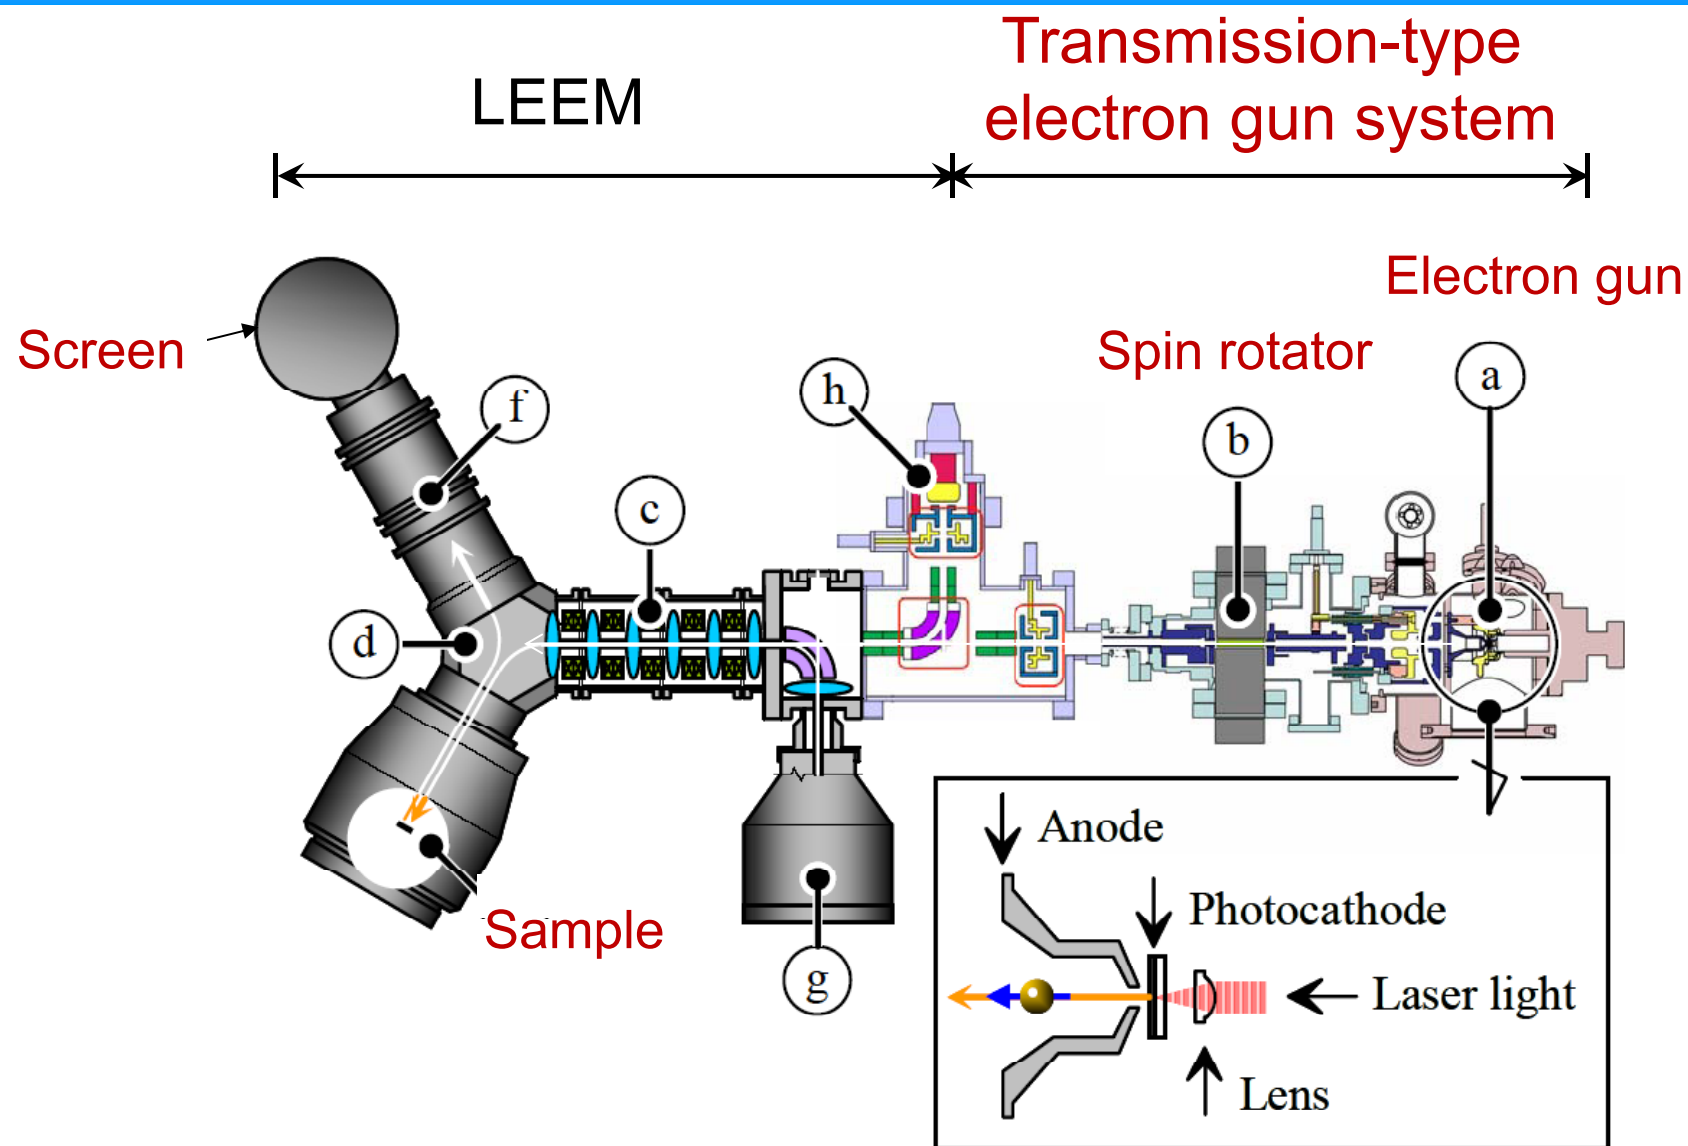 Transmission-type
electron gun system
LEEM
Electron gun
Screen
Spin rotator
a
h
f
b
c
d
Anode
Photocathode
Sample
g
Laser light
Lens